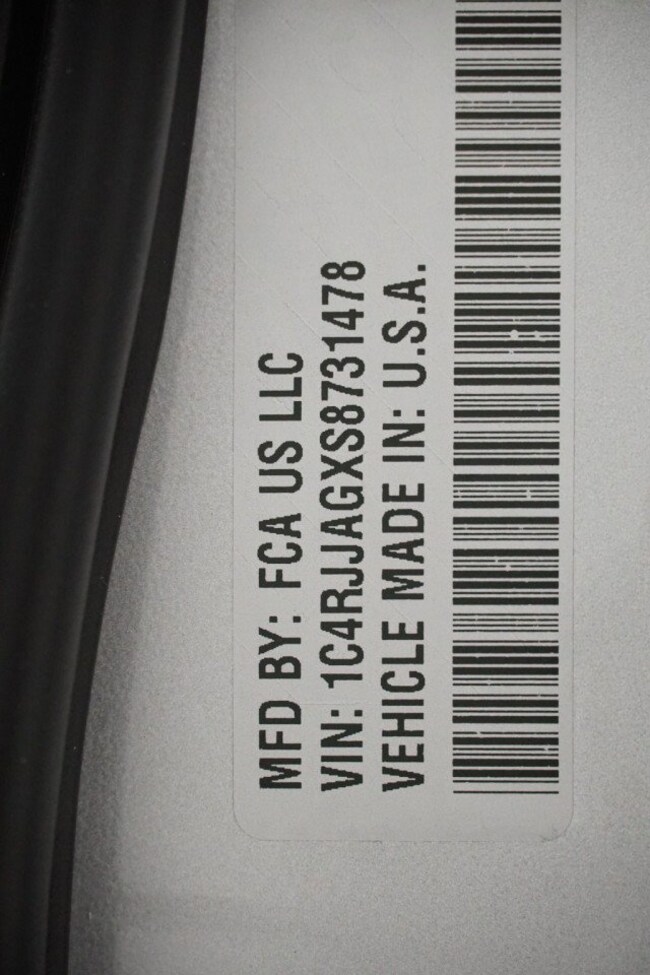 MFD BY: FCA US LLC
VIN: 1C4RJJAGXS8731478
VEHICLE MADE IN: U.S.A.